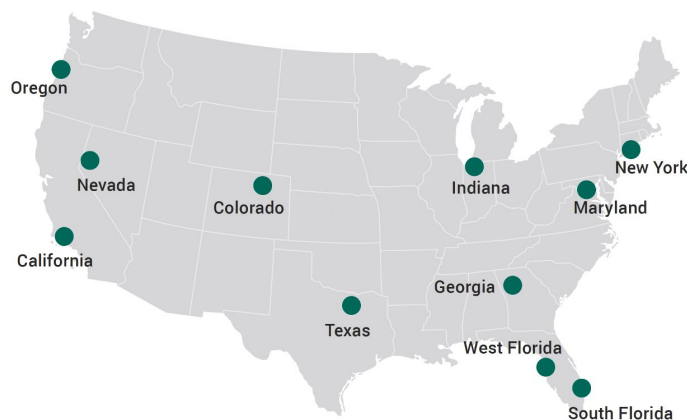 Oregon
New York
Nevada
Indiana
Colorado
Maryland
California
Georgia
Texas
West Florida
South Florida